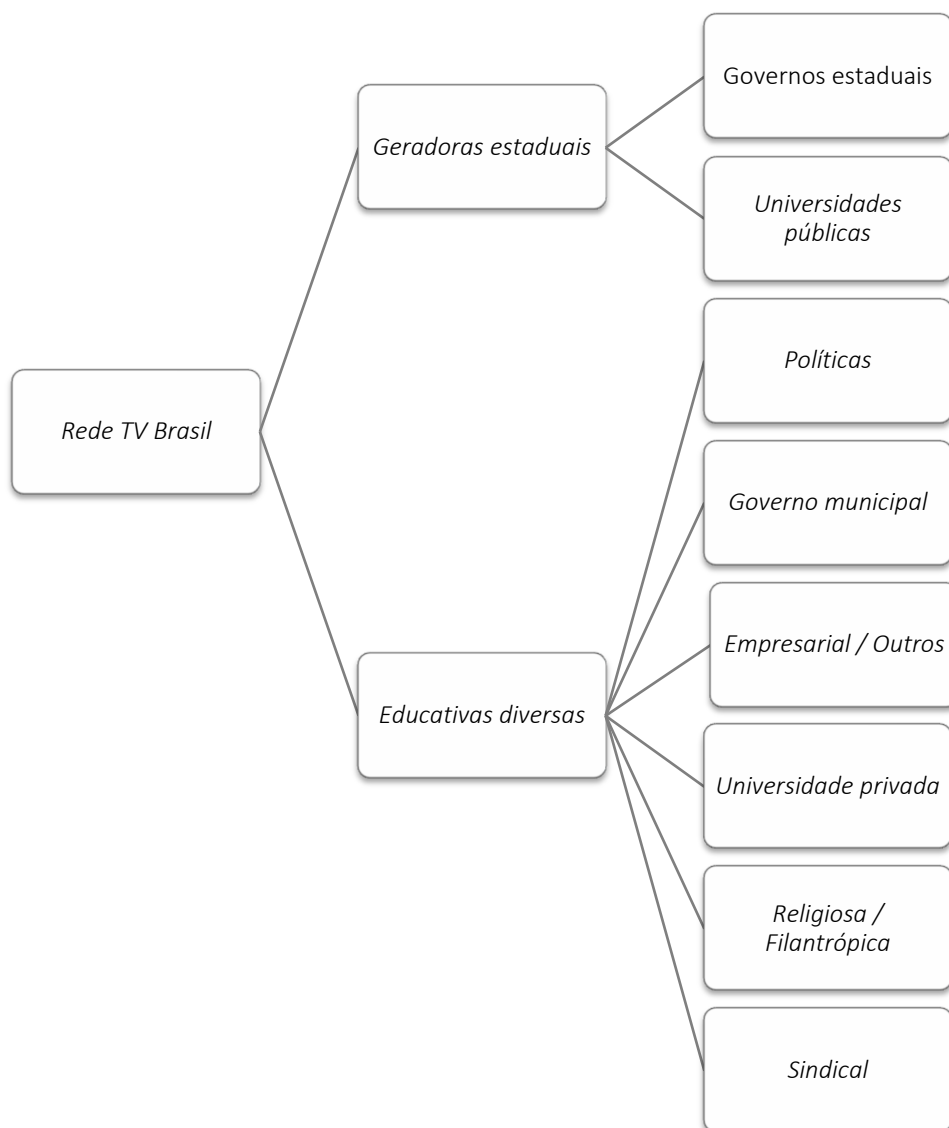 Governos estaduais
Geradoras estaduais
Universidades
públicas
Políticas
Rede TV Brasil
Governo municipal
Empresarial / Outros
Educativas diversas
Universidade privada
Religiosa /
Filantrópica
Sindical